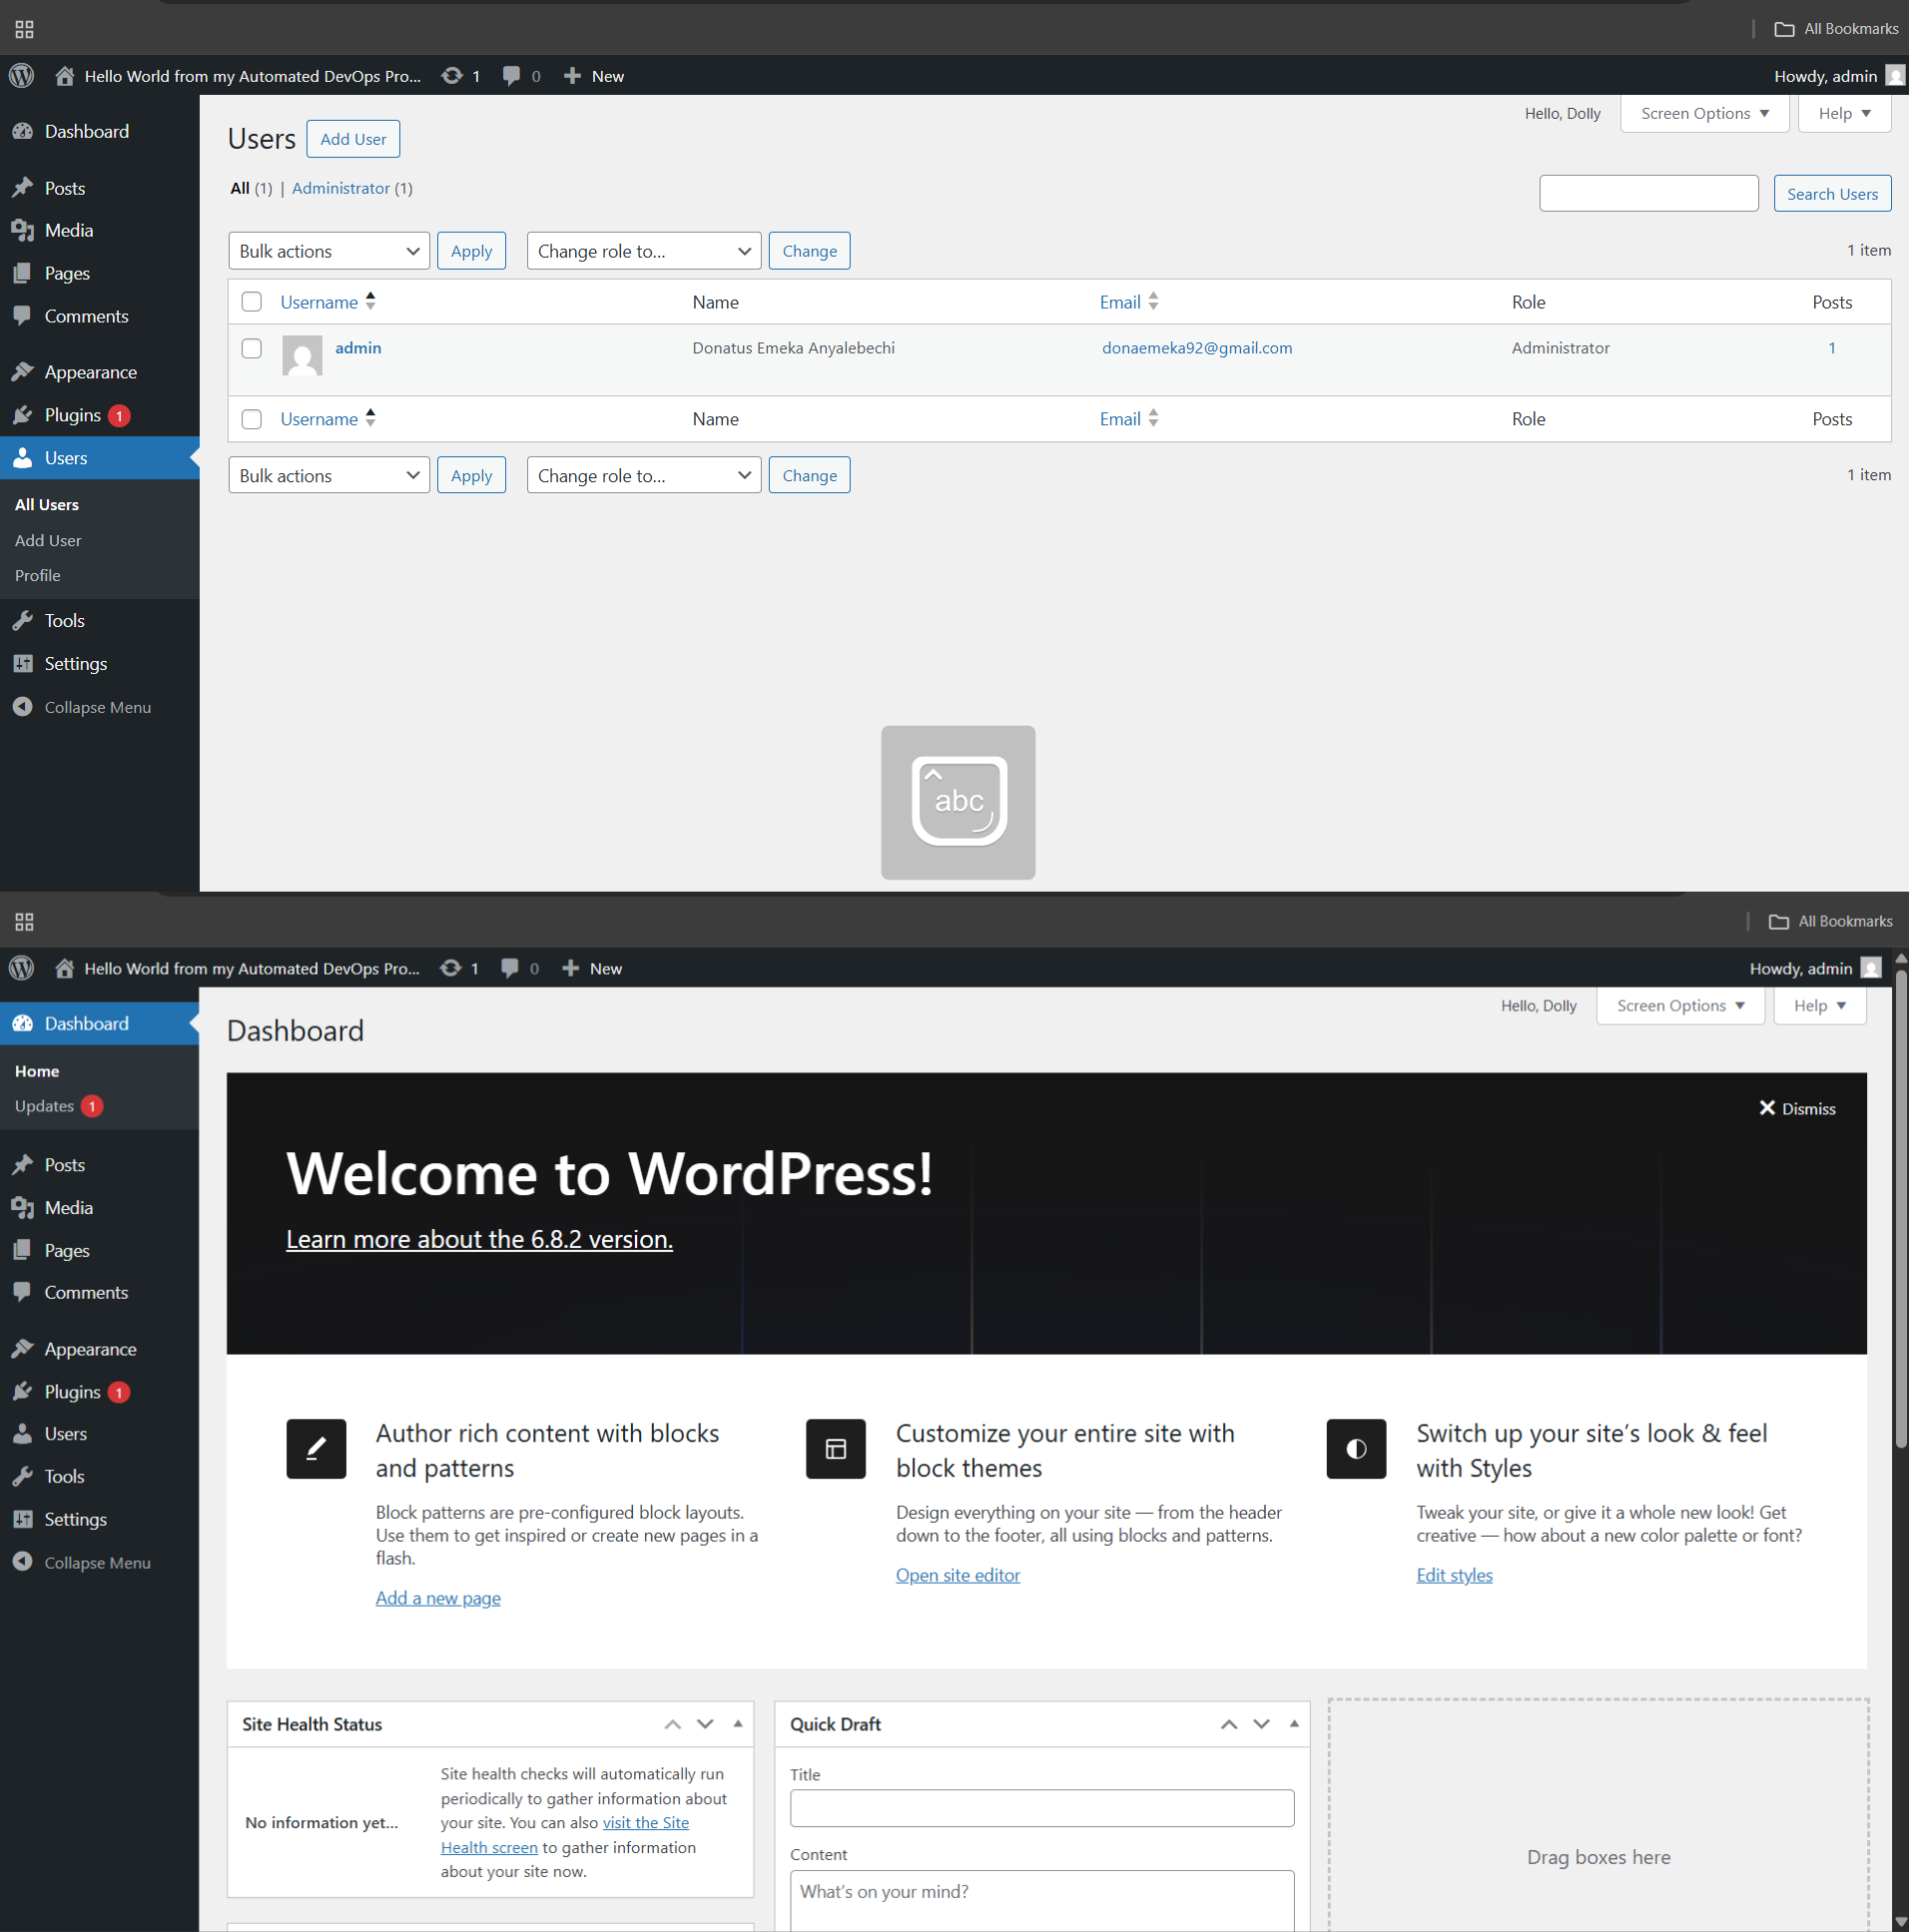 All Bookmarks
Hello World from my Automated DevOps Pro... 1 0 New Howdy, admin
Dashboard
Posts
Media
Pages
Comments
Appearance
Plugins 1
Users
All Users
Add User
Profile
Tools
Settings
Collapse Menu
Hello, Dolly Screen Options Help
Users Add User
All (1) | Administrator (1)
Search Users
Bulk actions Apply Change role to... Change 1 item
Username Name Email Role Posts
admin Donatus Emeka Anyalebechi donaemeka92@gmail.com Administrator 1
Username Name Email Role Posts
Bulk actions Apply Change role to... Change 1 item
abc
All Bookmarks
Hello World from my Automated DevOps Pro... 1 0 New Howdy, admin
Dashboard
Home
Updates 1
Posts
Media
Pages
Comments
Appearance
Plugins 1
Users
Tools
Settings
Collapse Menu
Hello, Dolly Screen Options Help
Dashboard
Dismiss
Welcome to WordPress!
Learn more about the 6.8.2 version.
Author rich content with blocks
and patterns
Block patterns are pre-configured block layouts.
Use them to get inspired or create new pages in a
flash.
Add a new page
Customize your entire site with
block themes
Design everything on your site — from the header
down to the footer, all using blocks and patterns.
Open site editor
Switch up your site’s look & feel
with Styles
Tweak your site, or give it a whole new look! Get
creative — how about a new color palette or font?
Edit styles
Site Health Status
No information yet...
Site health checks will automatically run
periodically to gather information about
your site. You can also visit the Site
Health screen to gather information
about your site now.
Quick Draft
Title
Content
What’s on your mind?
Drag boxes here